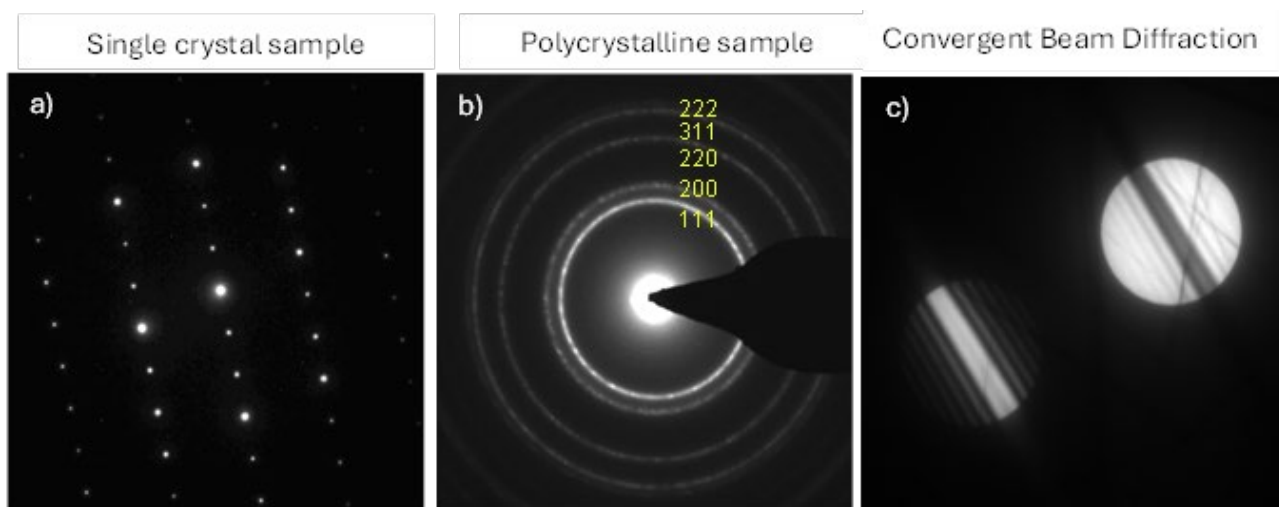 Single crystal sample
Polycrystalline sample
Convergent Beam Diffraction
a)
b)
c)
222
311
220
200
111